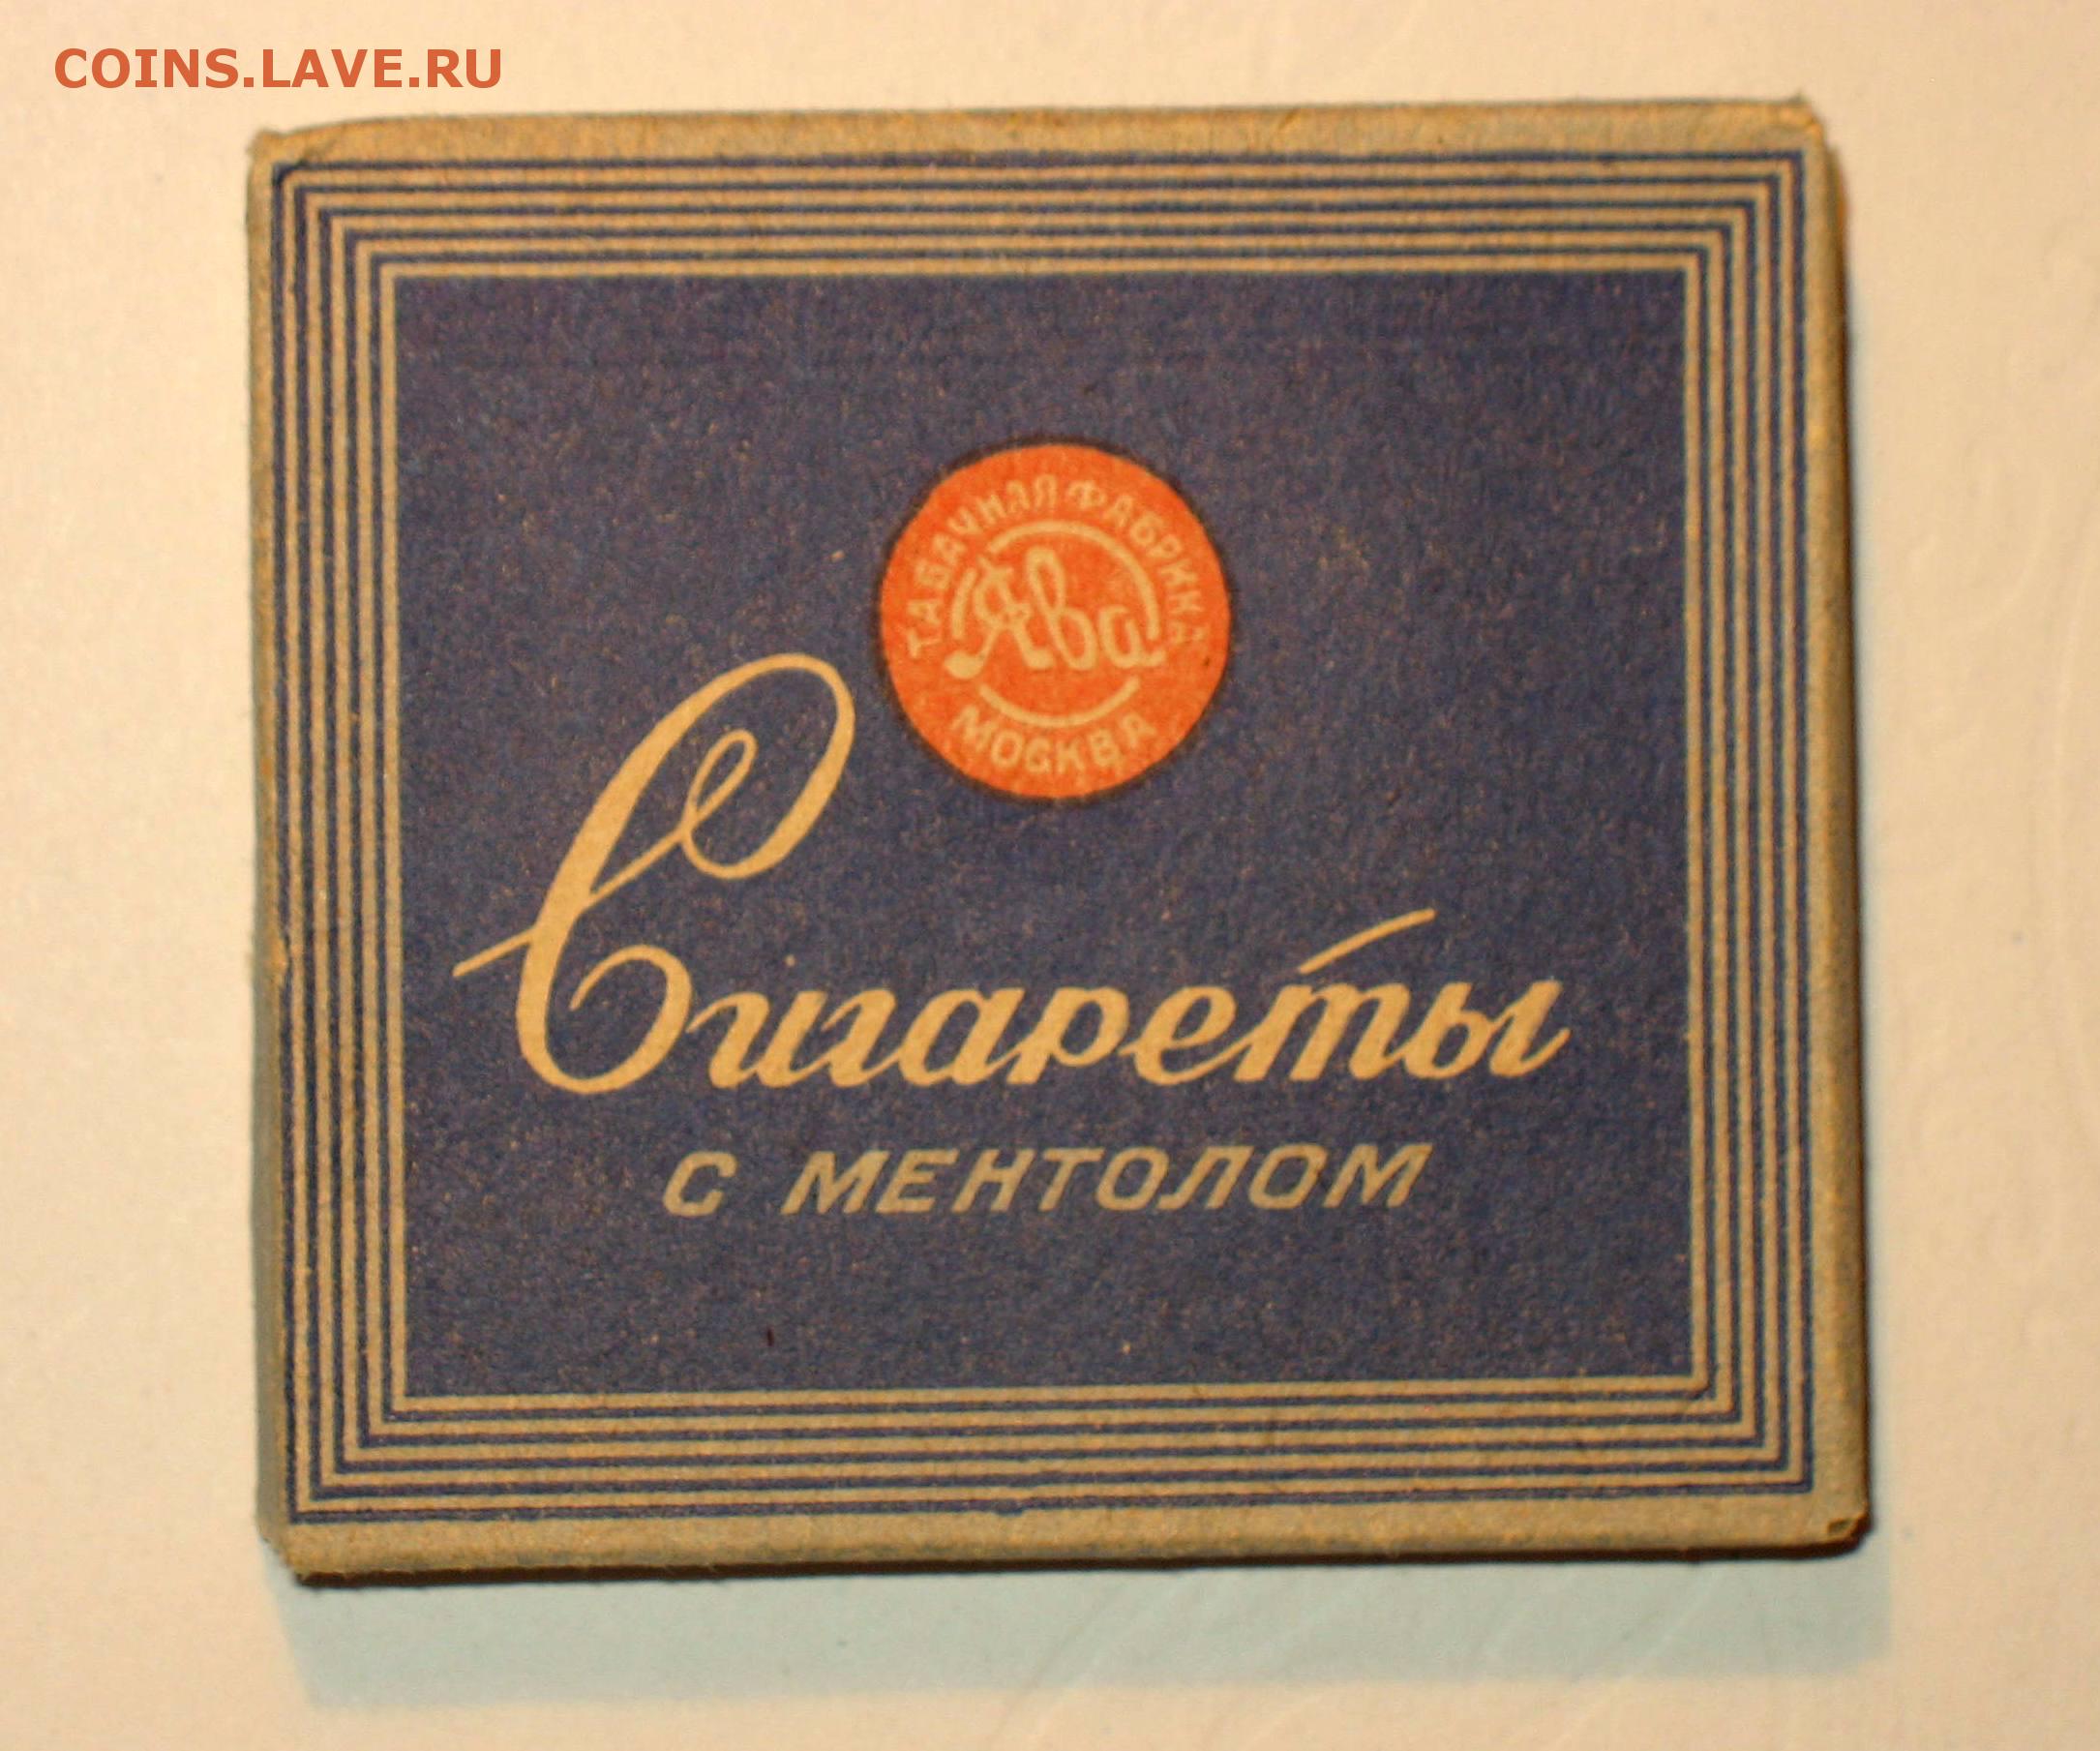 COINS.LAVE.RU
ТАБАЧНАЯ ФАБРИКА
Ява
МОСКВА
Сигареты
С МЕНТОЛОМ